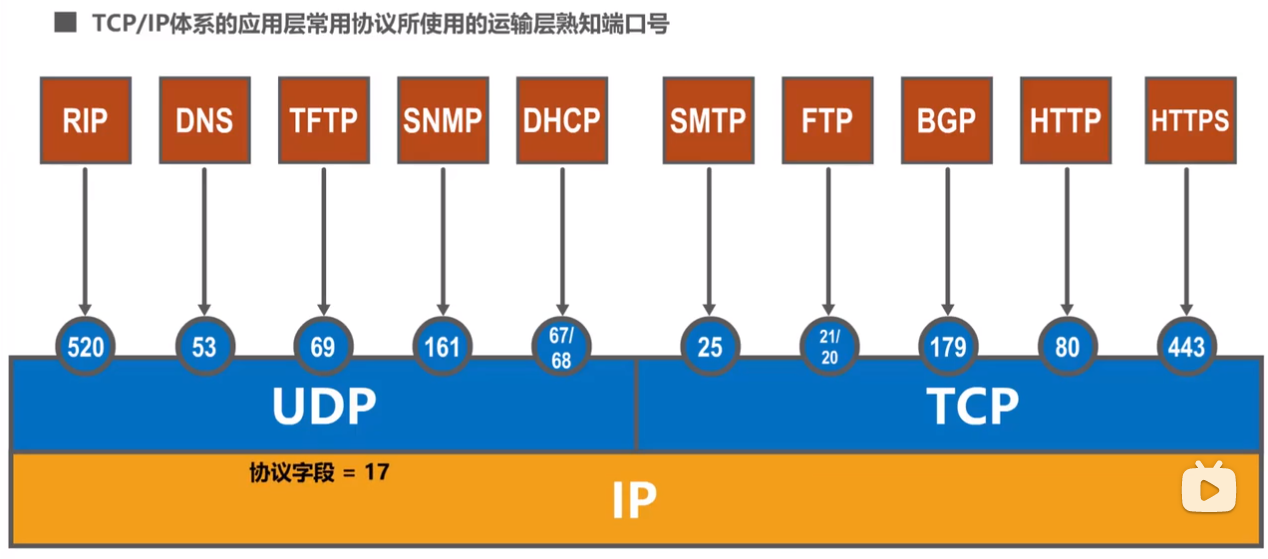 TCP/IP体系的应用层常用协议所使用的运输层熟知端口号
RIP
DNS
TFTP
SNMP
DHCP
SMTP
FTP
BGP
HTTP
HTTPS
520
53
69
161
67/
68
25
21/
20
179
80
443
UDP
TCP
协议字段 = 17
IP